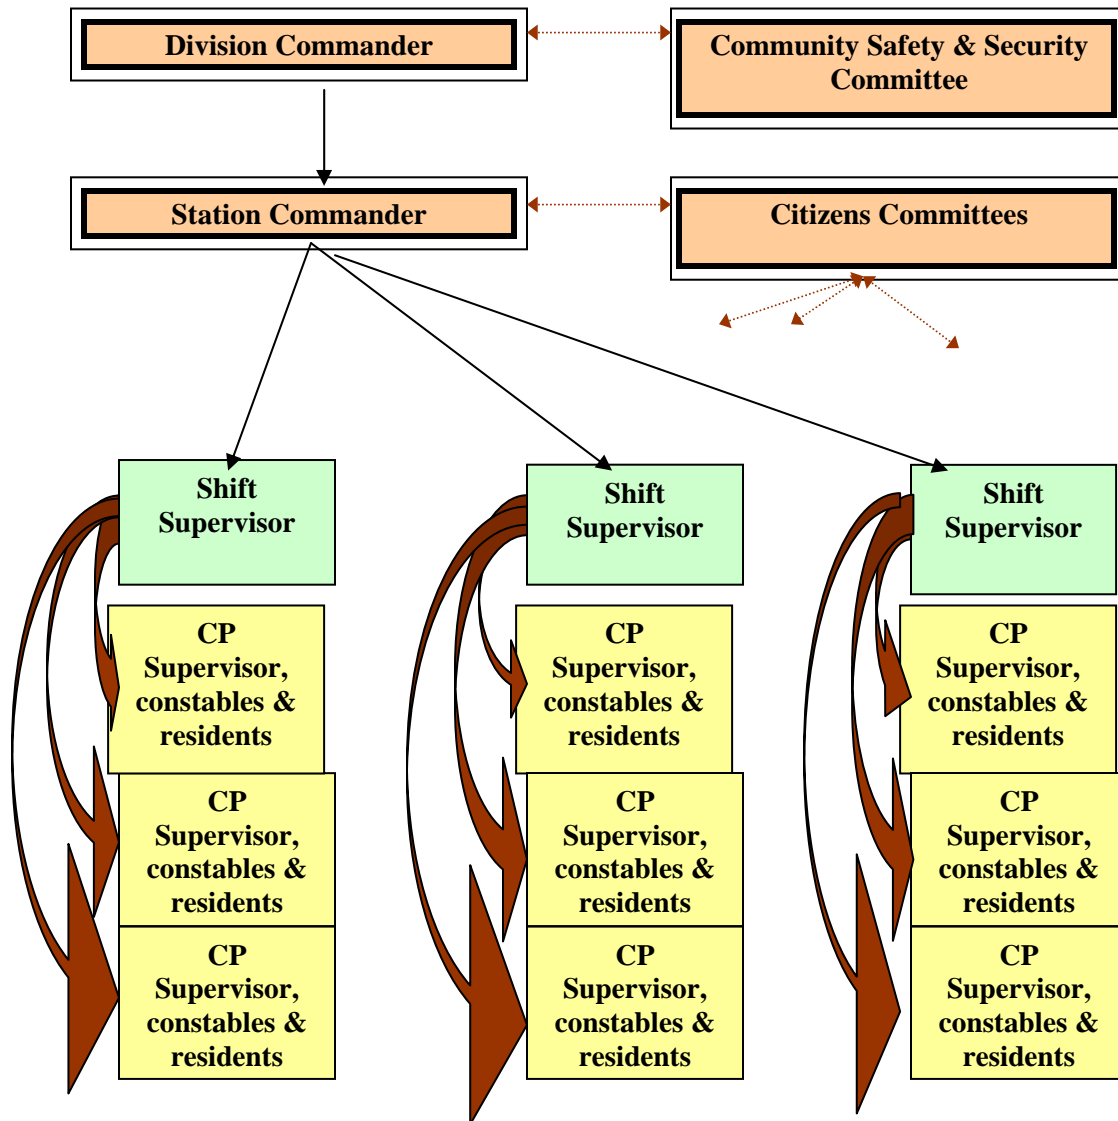 Division Commander
Community Safety & Security
Committee
Station Commander
Citizens Committees
Shift
Supervisor
Shift
Supervisor
Shift
Supervisor
CP
Supervisor,
constables &
residents
CP
Supervisor,
constables &
residents
CP
Supervisor,
constables &
residents
CP
Supervisor,
constables &
residents
CP
Supervisor,
constables &
residents
CP
Supervisor,
constables &
residents
CP
Supervisor,
constables &
residents
CP
Supervisor,
constables &
residents
CP
Supervisor,
constables &
residents